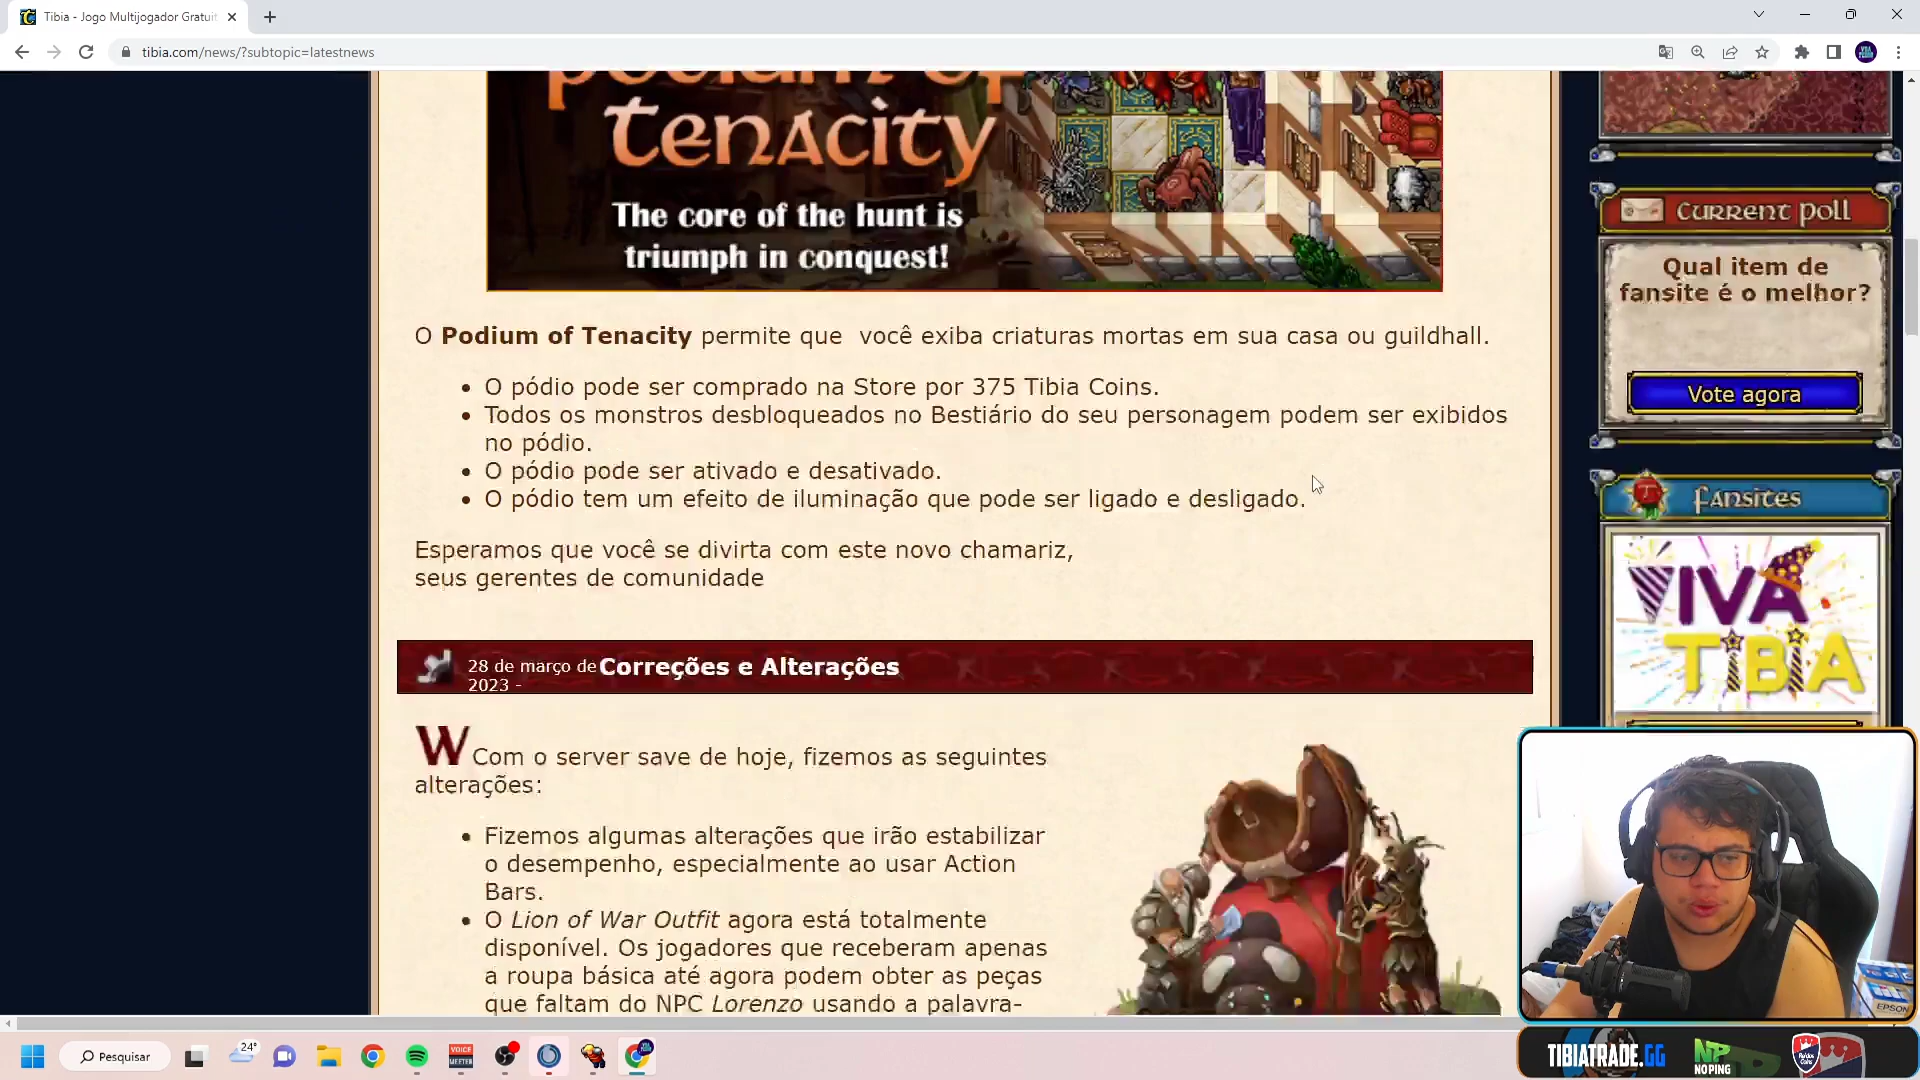 Tibia - Jogo Multijogador Gratuit
tibia.com/news/?subtopic=latestnews
podium of
tenacity
The core of the hunt is
triumph in conquest!
O Podium of Tenacity permite que você exiba criaturas mortas em sua casa ou guildhall.
• O pódio pode ser comprado na Store por 375 Tibia Coins.
• Todos os monstros desbloqueados no Bestiário do seu personagem podem ser exibidos
no pódio.
• O pódio pode ser ativado e desativado.
• O pódio tem um efeito de iluminação que pode ser ligado e desligado.
Esperamos que você se divirta com este novo chamariz,
seus gerentes de comunidade
28 de março de
2023 -
Correções e Alterações
W Com o server save de hoje, fizemos as seguintes
alterações:
• Fizemos algumas alterações que irão estabilizar
o desempenho, especialmente ao usar Action
Bars.
• O Lion of War Outfit agora está totalmente
disponível. Os jogadores que receberam apenas
a roupa básica até agora podem obter as peças
que faltam do NPC Lorenzo usando a palavra-
Current Poll
Qual item de
fansite é o melhor?
Vote agora
Fansites
VIVA
TIBIA
EPSON
Pesquisar
24°
VOICE
MEETER
TIBIATRADE.GG
NP
NOPING